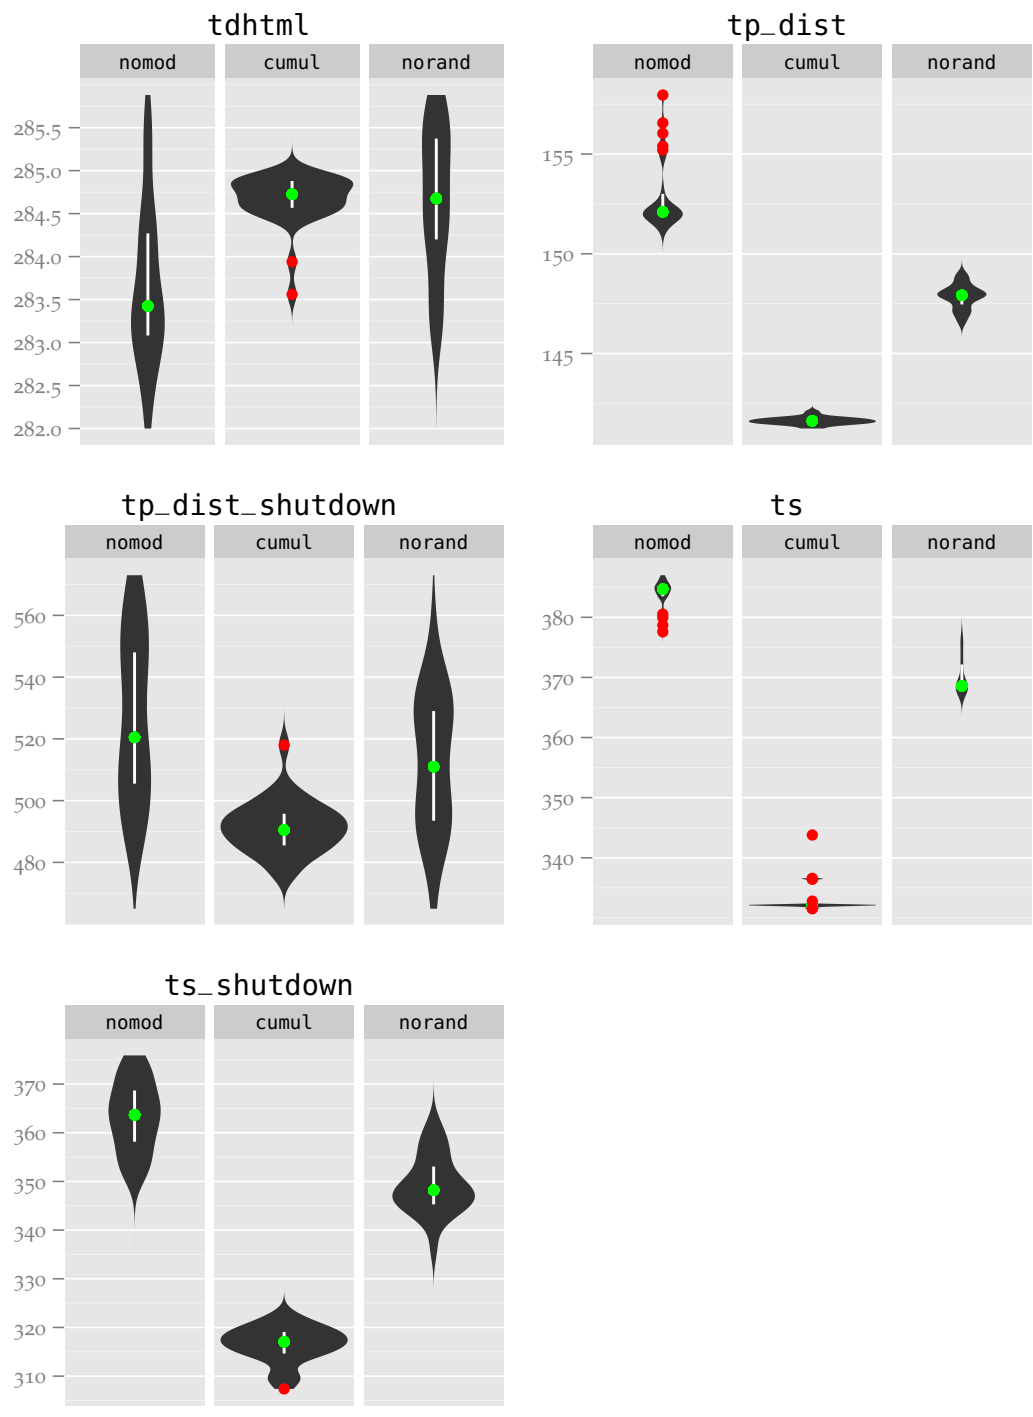 tdhtml
nomod cumul norand
285.5
285.0
284.5
284.0
283.5
283.0
282.5
282.0
tp_dist
nomod cumul norand
155
150
145
tp_dist_shutdown
nomod cumul norand
560
540
520
500
480
ts
nomod cumul norand
380
370
360
350
340
ts_shutdown
nomod cumul norand
370
360
350
340
330
320
310